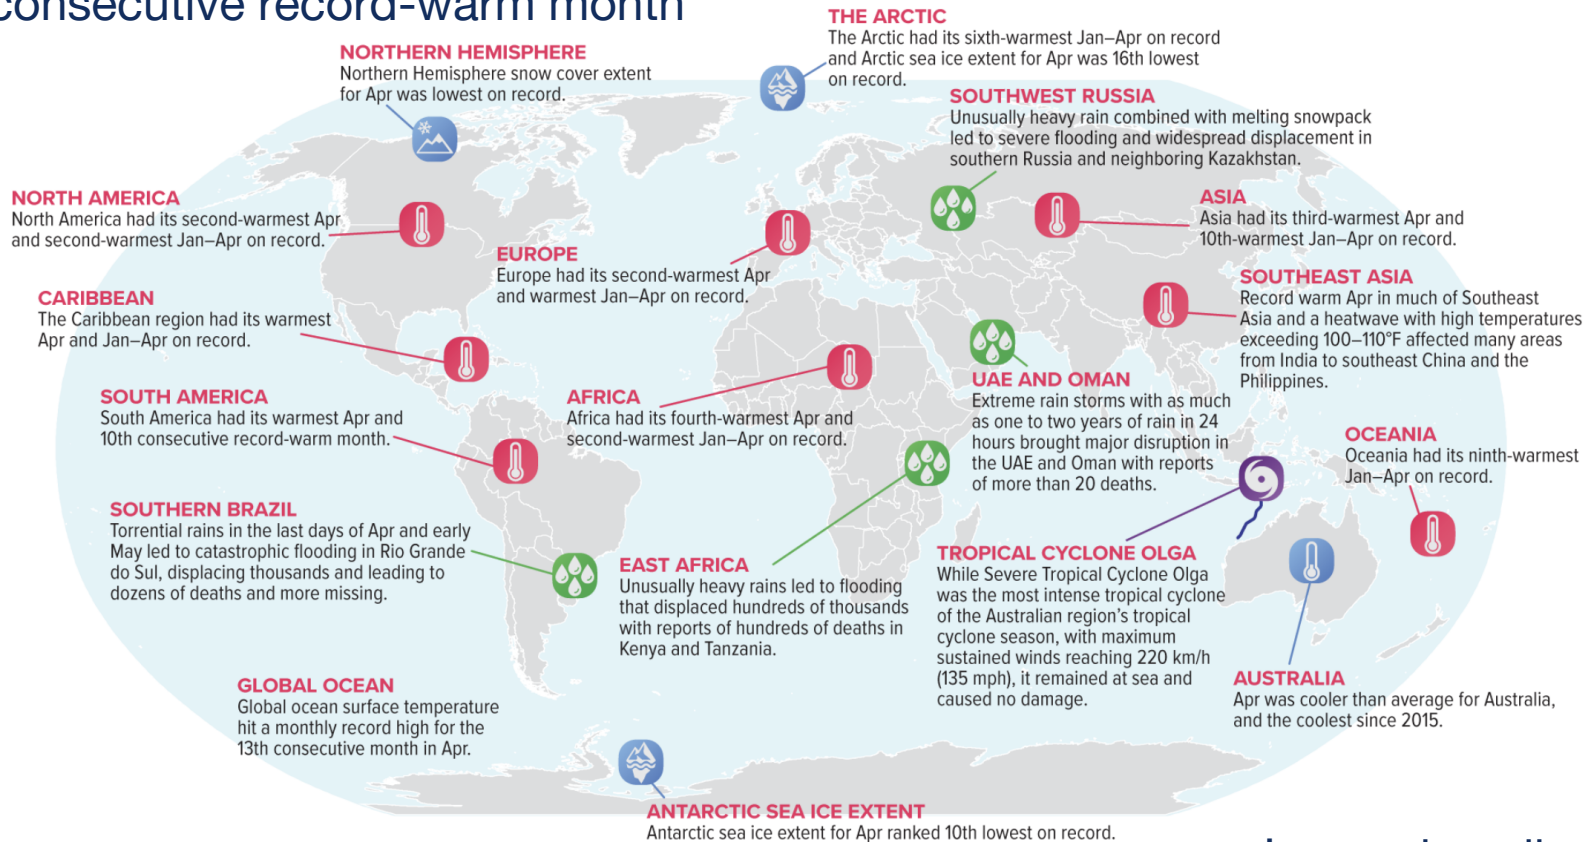 consecutive record-warm month
THE ARCTIC
The Arctic had its sixth-warmest Jan–Apr on record
and Arctic sea ice extent for Apr was 16th lowest
on record.
NORTHERN HEMISPHERE
Northern Hemisphere snow cover extent
for Apr was lowest on record.
SOUTHWEST RUSSIA
Unusually heavy rain combined with melting snowpack
led to severe flooding and widespread displacement in
southern Russia and neighboring Kazakhstan.
NORTH AMERICA
North America had its second-warmest Apr
and second-warmest Jan–Apr on record.
ASIA
Asia had its third-warmest Apr and
10th-warmest Jan–Apr on record.
EUROPE
Europe had its second-warmest Apr
and warmest Jan–Apr on record.
SOUTHEAST ASIA
Record warm Apr in much of Southeast
Asia and a heatwave with high temperatures
exceeding 100–110°F affected many areas
from India to southeast China and the
Philippines.
CARIBBEAN
The Caribbean region had its warmest
Apr and Jan–Apr on record.
UAE AND OMAN
Extreme rain storms with as much
as one to two years of rain in 24
hours brought major disruption in
the UAE and Oman with reports
of more than 20 deaths.
SOUTH AMERICA
South America had its warmest Apr and
10th consecutive record-warm month.
AFRICA
Africa had its fourth-warmest Apr and
second-warmest Jan–Apr on record.
OCEANIA
Oceania had its ninth-warmest
Jan–Apr on record.
SOUTHERN BRAZIL
Torrential rains in the last days of Apr and early
May led to catastrophic flooding in Rio Grande
do Sul, displacing thousands and leading to
dozens of deaths and more missing.
EAST AFRICA
Unusually heavy rains led to flooding
that displaced hundreds of thousands
with reports of hundreds of deaths in
Kenya and Tanzania.
TROPICAL CYCLONE OLGA
While Severe Tropical Cyclone Olga
was the most intense tropical cyclone
of the Australian region's tropical
cyclone season, with maximum
sustained winds reaching 220 km/h
(135 mph), it remained at sea and
caused no damage.
AUSTRALIA
Apr was cooler than average for Australia,
and the coolest since 2015.
GLOBAL OCEAN
Global ocean surface temperature
hit a monthly record high for the
13th consecutive month in Apr.
ANTARCTIC SEA ICE EXTENT
Antarctic sea ice extent for Apr ranked 10th lowest on record.